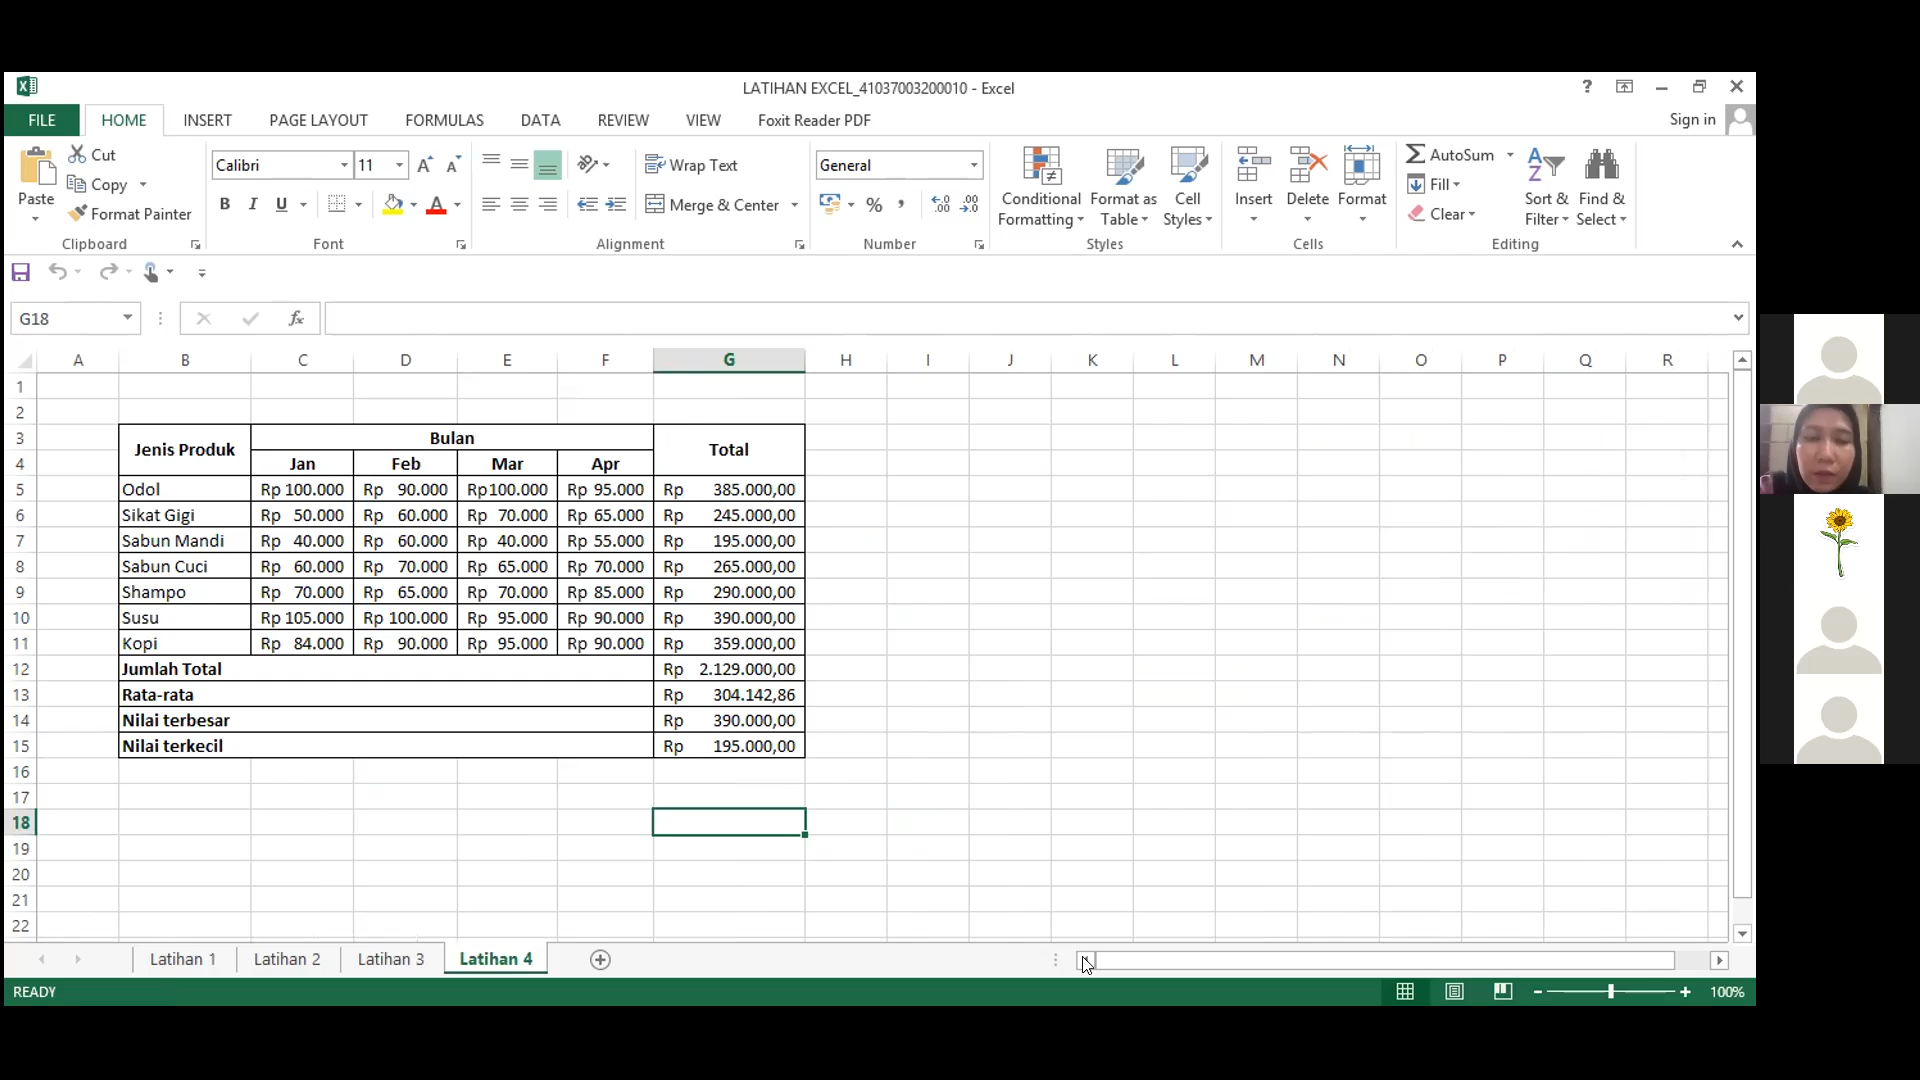 LATIHAN EXCEL_41037003200010 - Excel
?
FILE HOME INSERT PAGE LAYOUT FORMULAS DATA REVIEW VIEW Foxit Reader PDF Sign in
Paste
Cut
Copy
Format Painter
Clipboard
Calibri 11
B I U A
Font
Wrap Text
Merge & Center
Alignment
General
%
Number
Conditional Formatting
Format as Table
Cell Styles
Styles
Insert
Delete
Format
Cells
AutoSum
Fill
Clear
Sort & Filter
Find & Select
Editing
G18 fx
A B C D E F G H I J K L M N O P Q R
1
2
3 Jenis Produk Bulan Total
4 Jan Feb Mar Apr
5 Odol Rp 100.000 Rp 90.000 Rp100.000 Rp 95.000 Rp 385.000,00
6 Sikat Gigi Rp 50.000 Rp 60.000 Rp 70.000 Rp 65.000 Rp 245.000,00
7 Sabun Mandi Rp 40.000 Rp 60.000 Rp 40.000 Rp 55.000 Rp 195.000,00
8 Sabun Cuci Rp 60.000 Rp 70.000 Rp 65.000 Rp 70.000 Rp 265.000,00
9 Shampo Rp 70.000 Rp 65.000 Rp 70.000 Rp 85.000 Rp 290.000,00
10 Susu Rp 105.000 Rp 100.000 Rp 95.000 Rp 90.000 Rp 390.000,00
11 Kopi Rp 84.000 Rp 90.000 Rp 95.000 Rp 90.000 Rp 359.000,00
12 Jumlah Total Rp 2.129.000,00
13 Rata-rata Rp 304.142,86
14 Nilai terbesar Rp 390.000,00
15 Nilai terkecil Rp 195.000,00
16
17
18
19
20
21
22
Latihan 1 Latihan 2 Latihan 3 Latihan 4
READY 100%